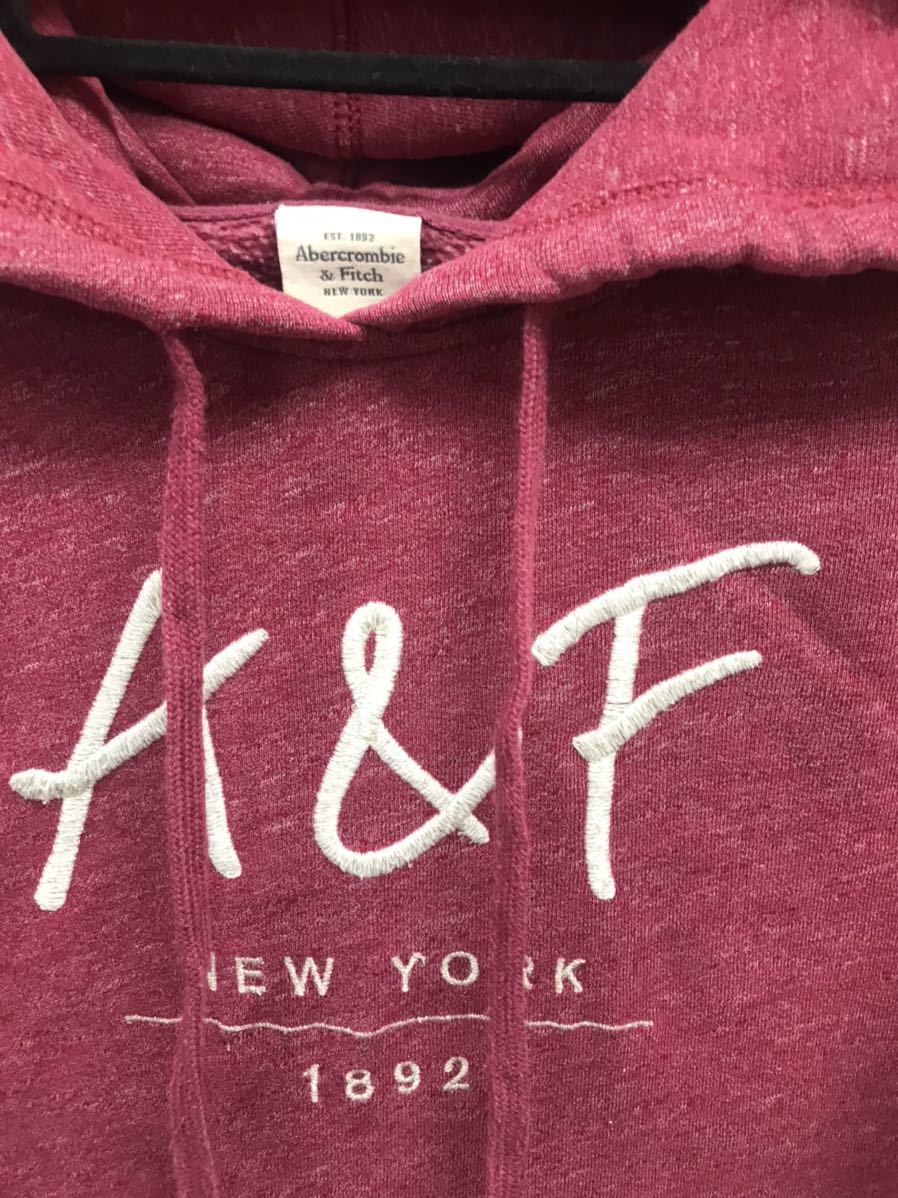 EST. 1892
Abercrombie
& Fitch
NEW YORK
A&F
NEW YORK
1892